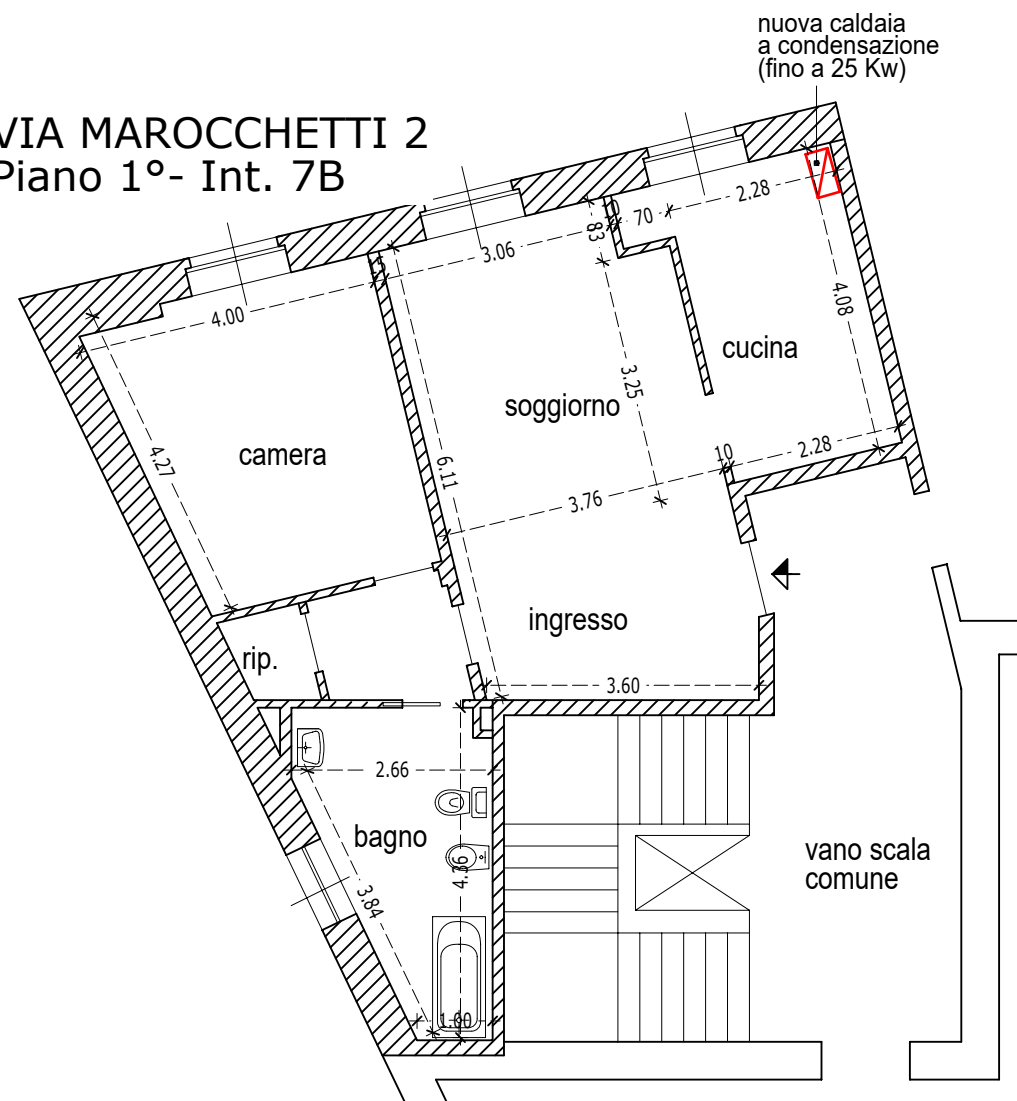 nuova caldaia
a condensazione
(fino a 25 Kw)
VIA MAROCCHETTI 2
Piano 1°- Int. 7B
2.28
70
10
83
3.06
15
4.00
4.08
cucina
3.25
soggiorno
camera
4.27
6.11
10
2.28
3.76
ingresso
rip.
3.60
2.66
bagno
4.36
3.84
vano scala
comune
1.60